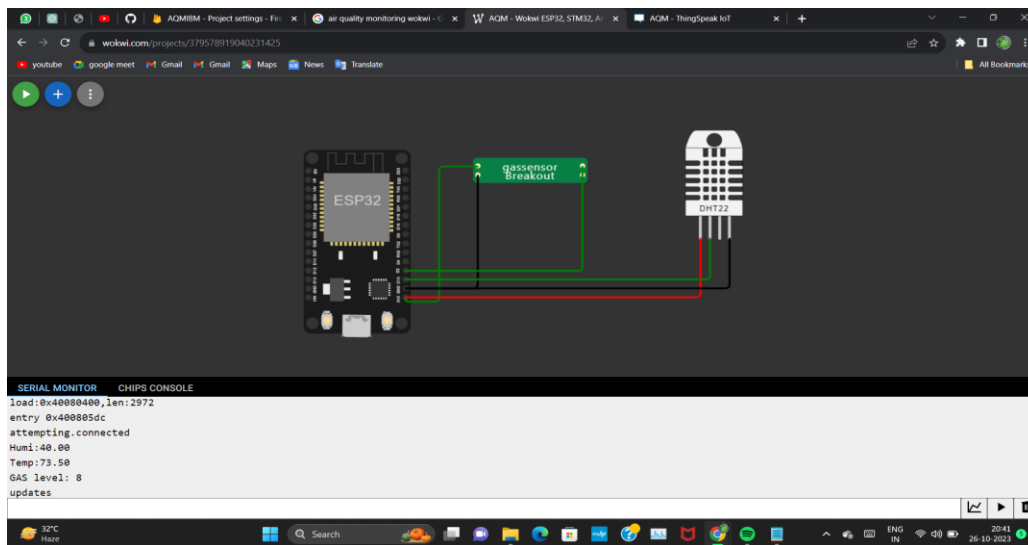 AQMIBM - Project settings - Fir
air quality monitoring wokwi - G
AQM - Wokwi ESP32, STM32, Ar
AQM - ThingSpeak IoT
wokwi.com/projects/379578919040231425
youtube
google meet
Gmail
Gmail
Maps
News
Translate
All Bookmarks
ESP32
gassensor
Breakout
DHT22
SERIAL MONITOR CHIPS CONSOLE
load:0x40080400,len:2972
entry 0x400805dc
attempting.connected
Humi:40.00
Temp:73.50
GAS level: 8
updates
32°C
Haze
Search
ENG
IN
20:41
26-10-2023